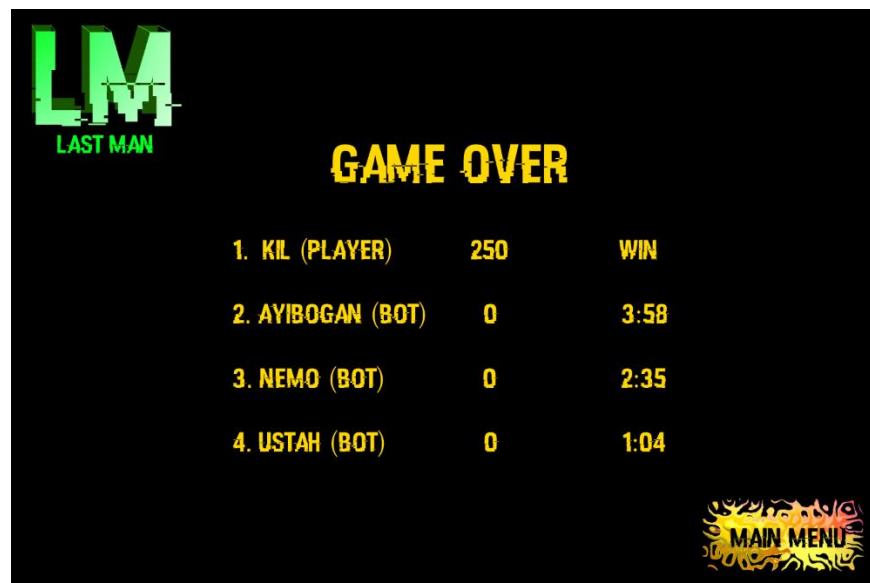 LM
LAST MAN
GAME OVER
1. KIL (PLAYER) 250 WIN
2. AYIBOGAN (BOT) 0 3:58
3. NEMO (BOT) 0 2:35
4. USTAH (BOT) 0 1:04
MAIN MENU